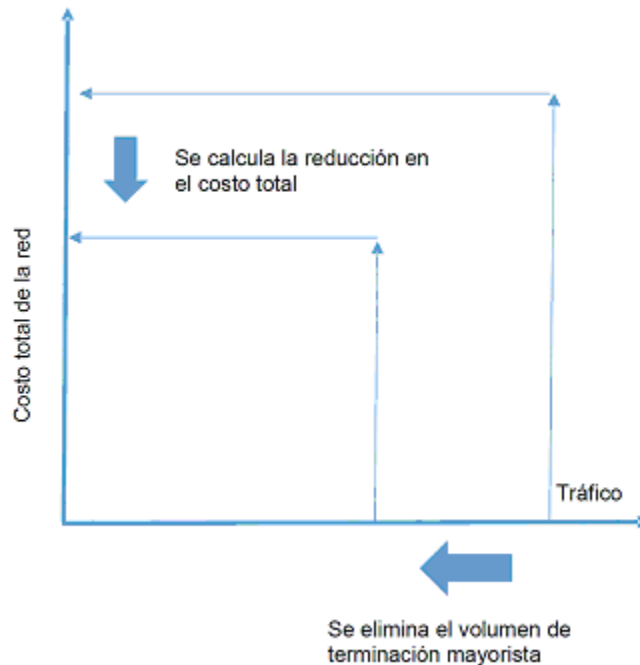 Se calcula la reducción en
el costo total
Costo total de la red
Tráfico
Se elimina el volumen de
terminación mayorista